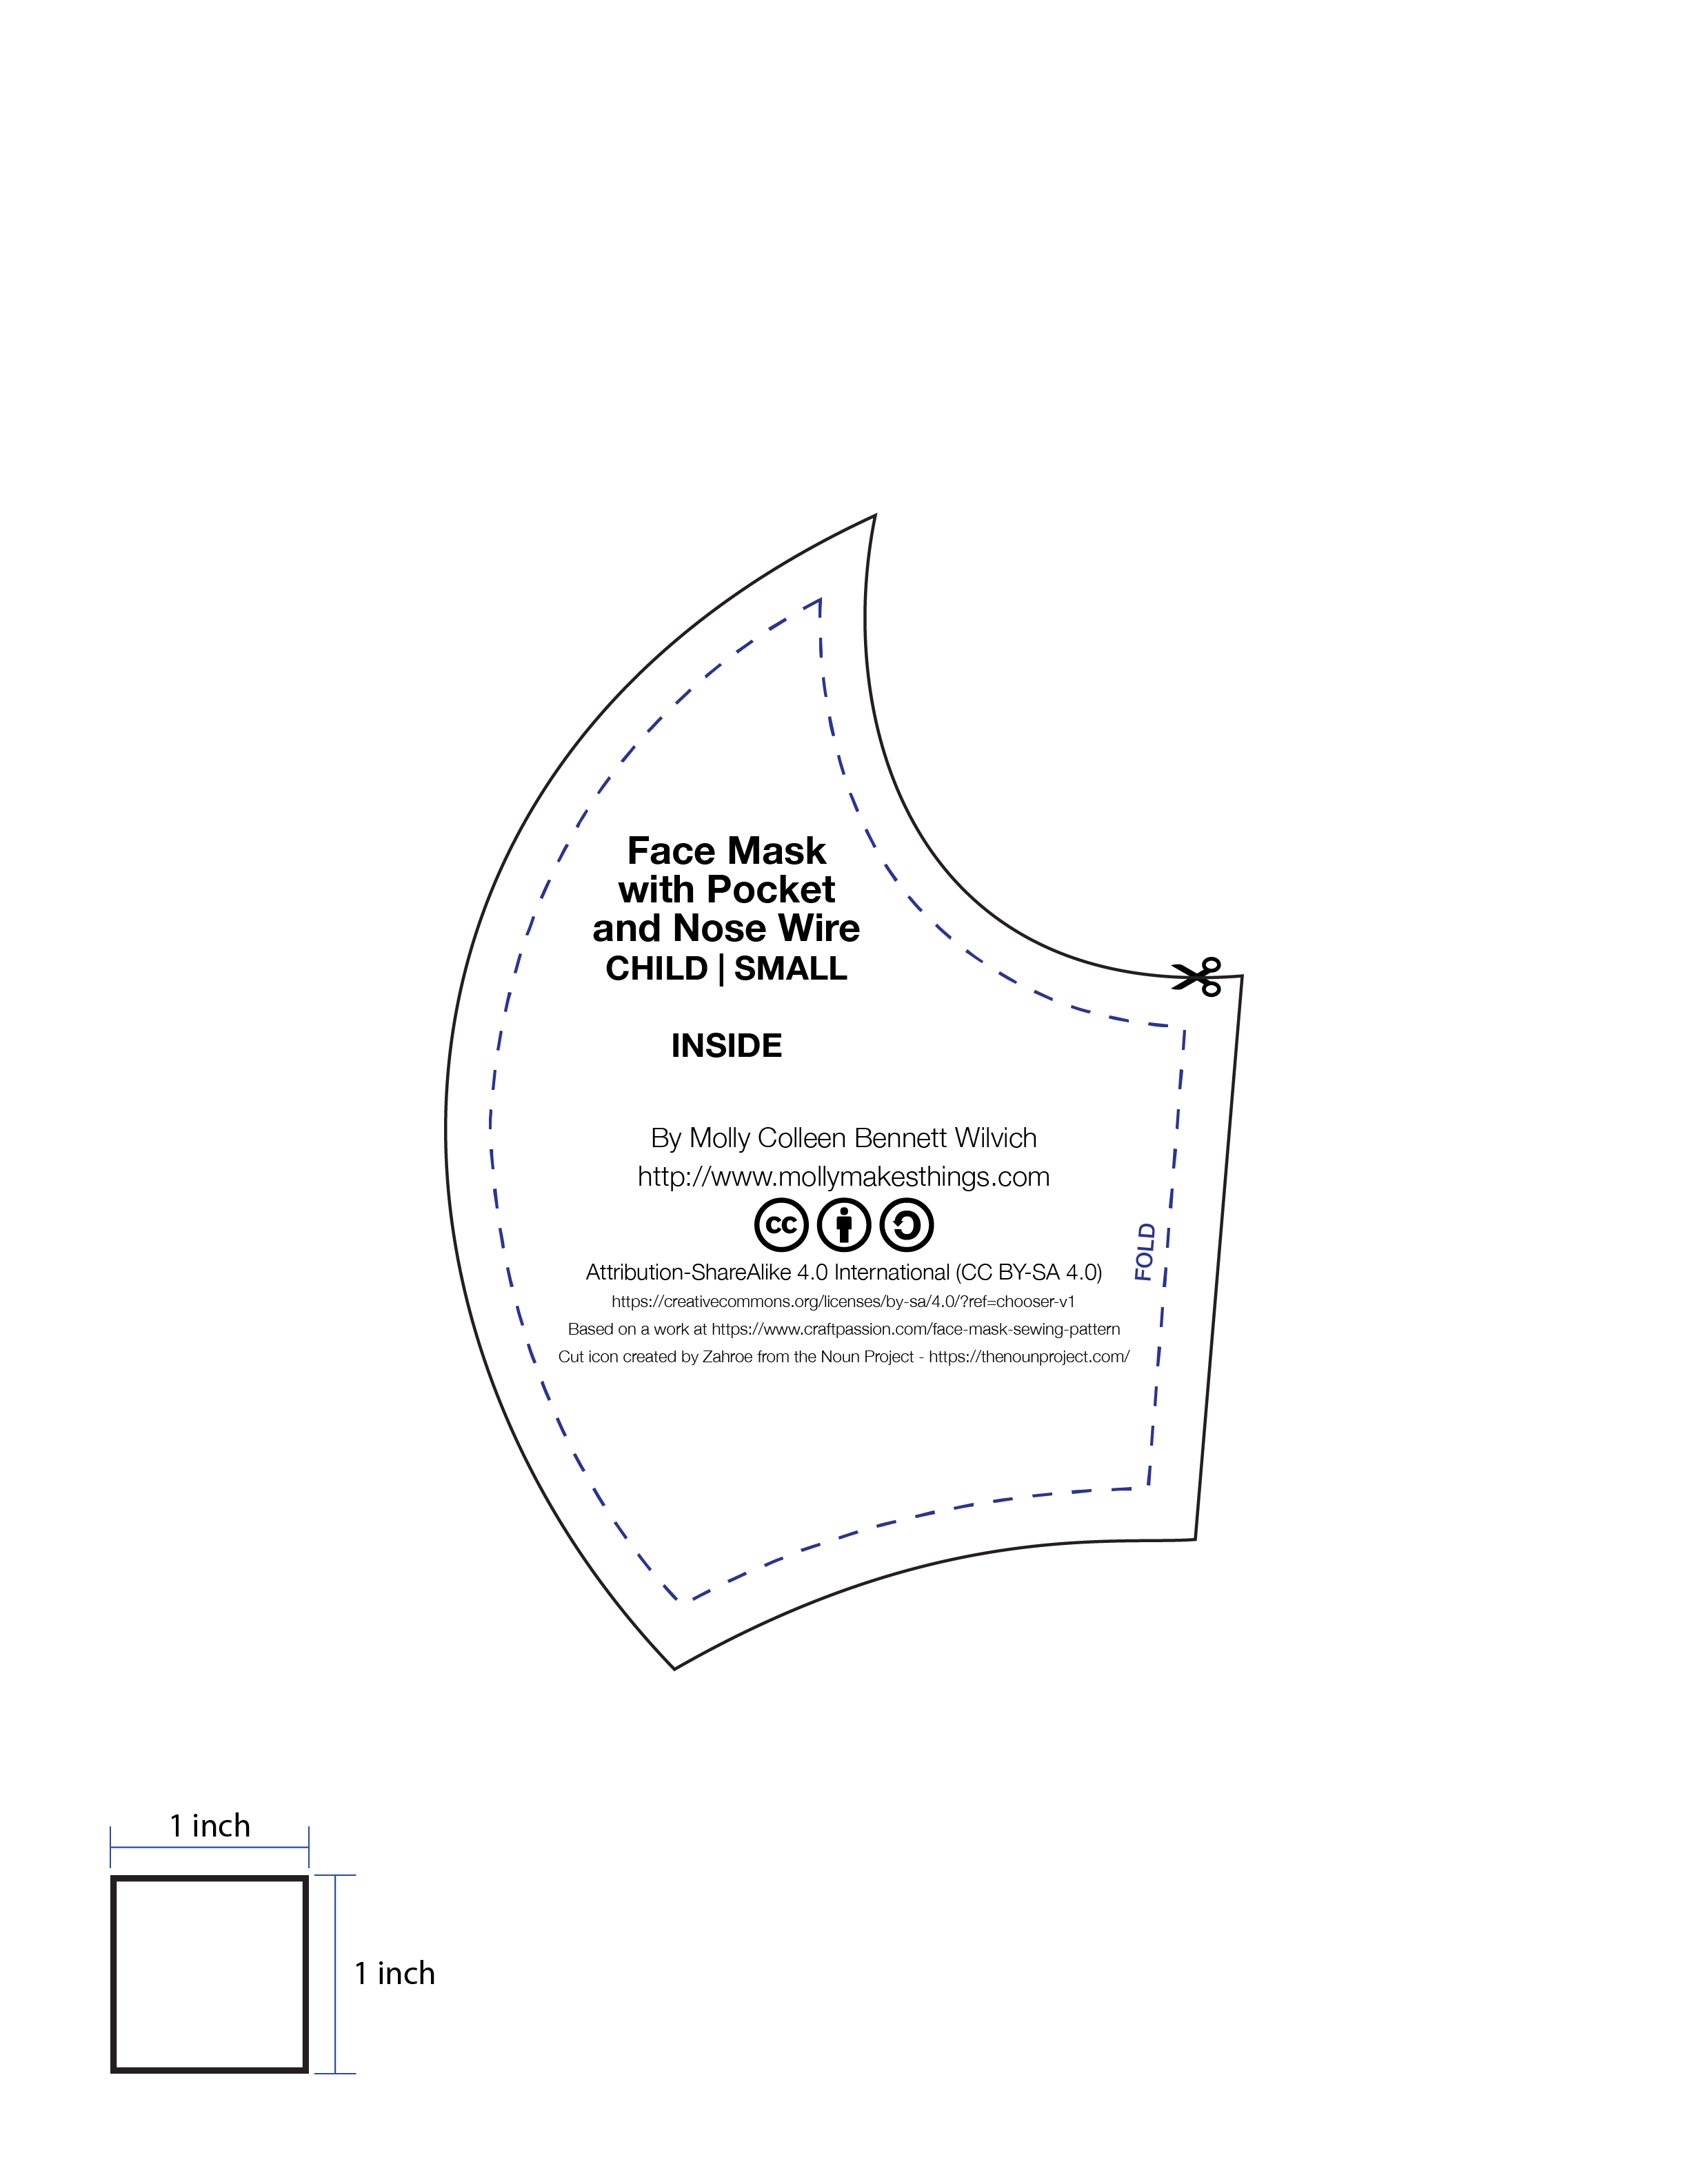 Face Mask
with Pocket
and Nose Wire
CHILD | SMALL
INSIDE
By Molly Colleen Bennett Wilvich
http://www.mollymakesthings.com
cc
Attribution-ShareAlike 4.0 International (CC BY-SA 4.0)
FOLD
https://creativecommons.org/licenses/by-sa/4.0/?ref=chooser-v1
Based on a work at https://www.craftpassion.com/face-mask-sewing-pattern
Cut icon created by Zahroe from the Noun Project - https://thenounproject.com/
1 inch
1 inch